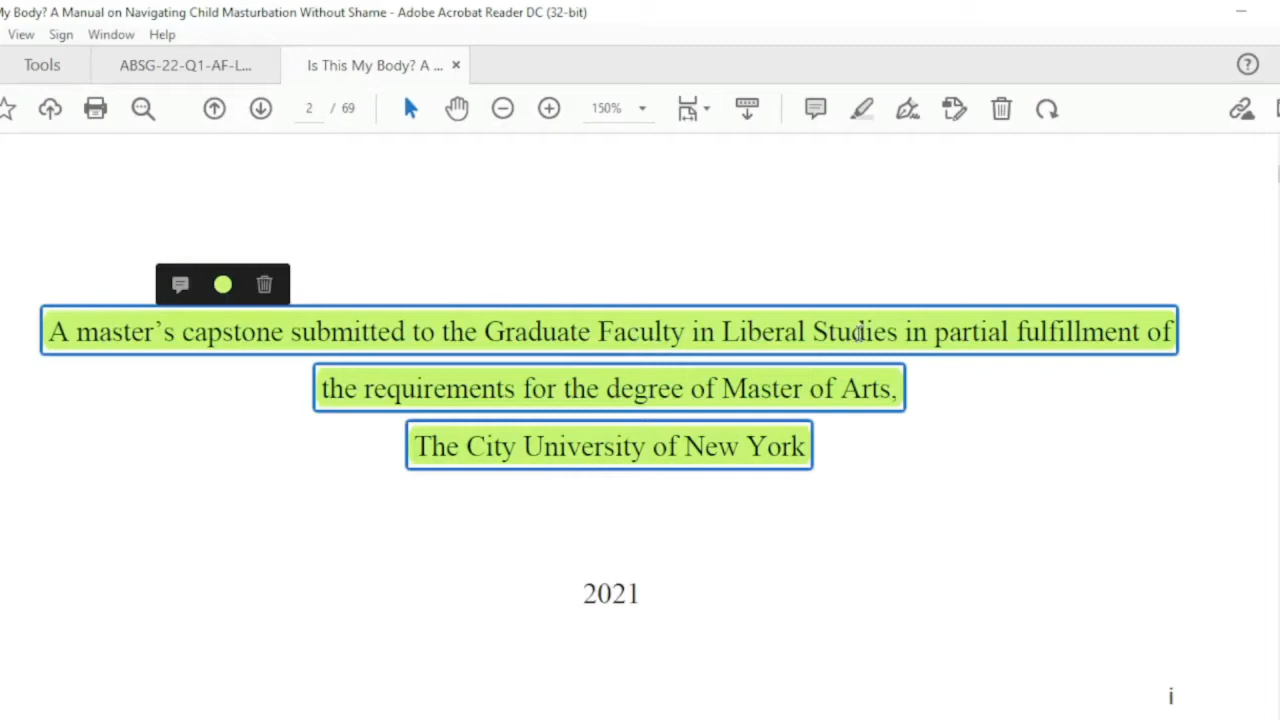 My Body? A Manual on Navigating Child Masturbation Without Shame - Adobe Acrobat Reader DC (32-bit)
View Sign Window Help
Tools ABSG-22-Q1-AF-L... Is This My Body? A ... ×
2 / 69 150%
A master’s capstone submitted to the Graduate Faculty in Liberal Studies in partial fulfillment of
the requirements for the degree of Master of Arts,
The City University of New York
2021
i